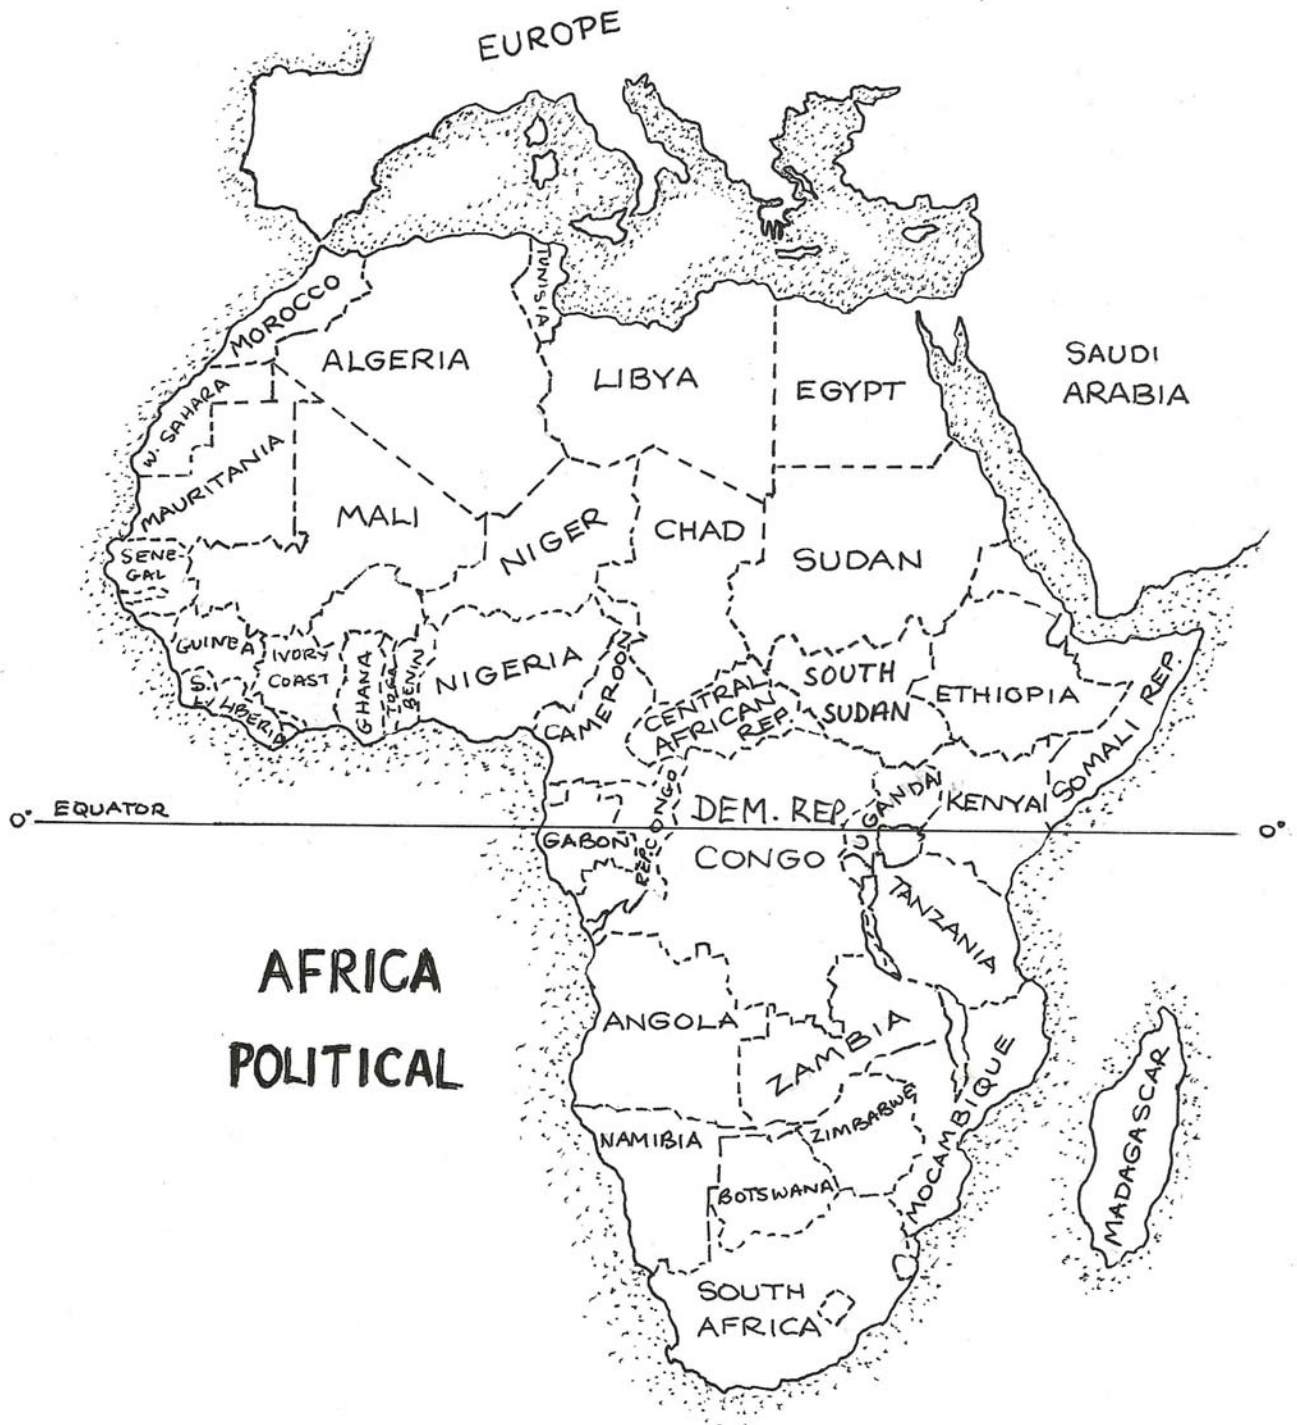 EUROPE
TUNISIA
MOROCCO
ALGERIA
LIBYA
EGYPT
SAUDI
ARABIA
W. SAHARA
MAURITANIA
MALI
NIGER
CHAD
SUDAN
SENE-
GAL
GUINEA
IVORY
COAST
GHANA
TOGA
BENIN
NIGERIA
CAMEROON
CENTRAL
AFRICAN
REP.
SOUTH
SUDAN
ETHIOPIA
SOMALI REP.
S.
L.
LIBERIA
0° EQUATOR
0°
GABON
REP. CONGO
DEM. REP.
CONGO
UGANDA
KENYA
TANZANIA
AFRICA
POLITICAL
ANGOLA
ZAMBIA
MOCAMBIQUE
MADAGASCAR
NAMIBIA
ZIMBABWE
BOTSWANA
SOUTH
AFRICA